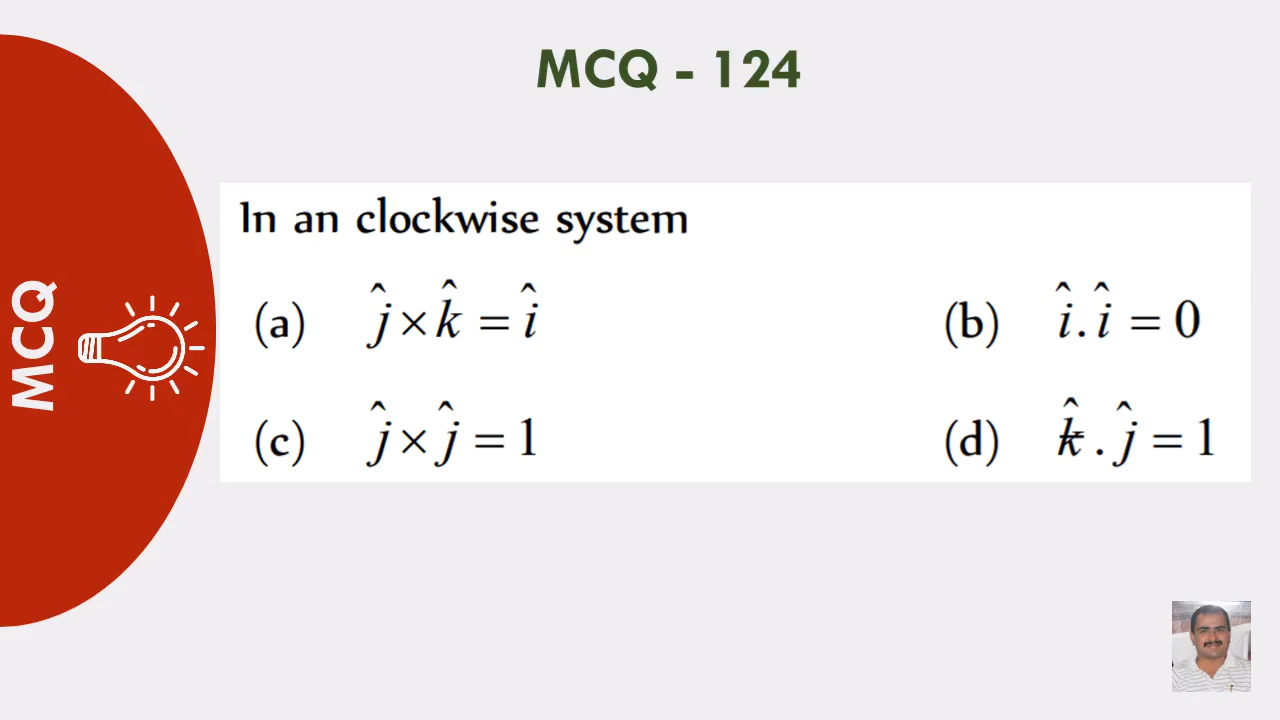 MCQ - 124
MCQ
In an clockwise system
(a) ĵ × k̂ = î (b) î . î = 0
(c) ĵ × ĵ = 1 (d) k̂ . ĵ = 1